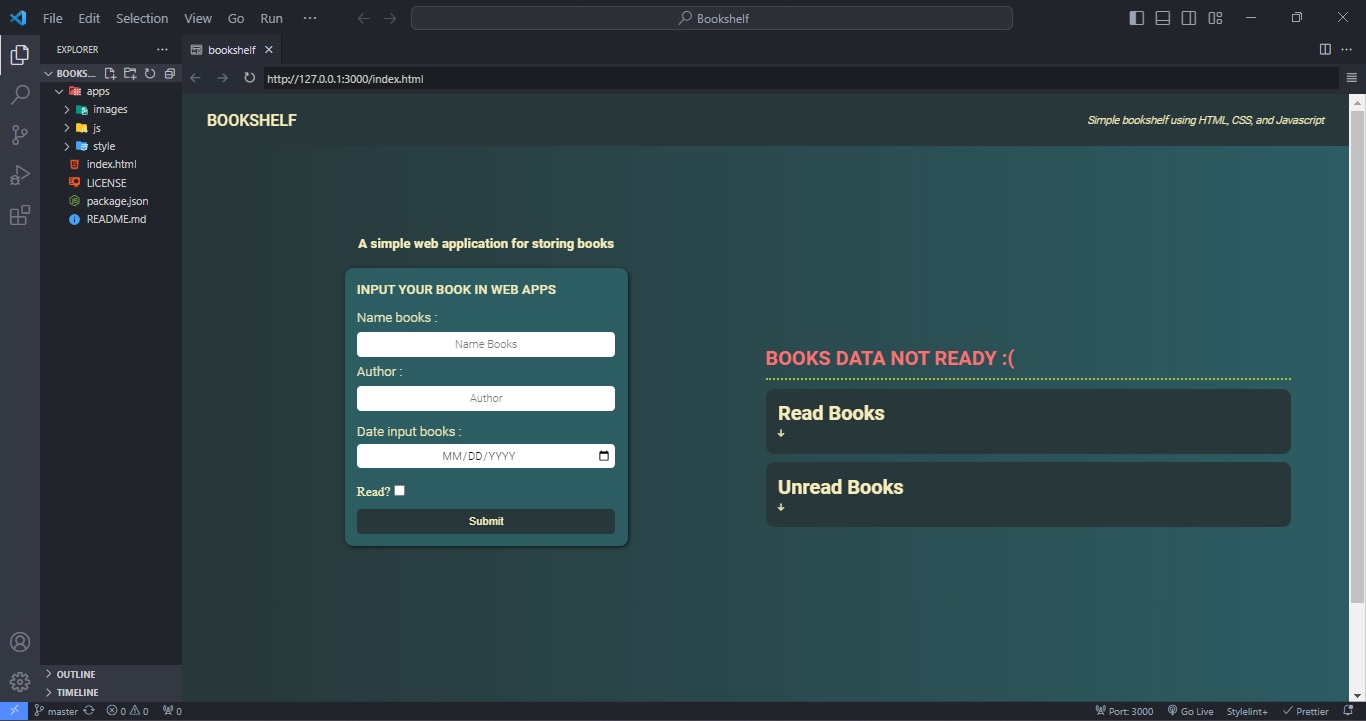 File Edit Selection View Go Run ···
Bookshelf
EXPLORER ···
bookshelf
BOOKS...
http://127.0.0.1:3000/index.html
apps
images
js
style
index.html
LICENSE
package.json
README.md
BOOKSHELF
Simple bookshelf using HTML, CSS, and Javascript
A simple web application for storing books
INPUT YOUR BOOK IN WEB APPS
Name books :
Name Books
Author :
Author
Date input books :
MM/DD/YYYY
Read?
Submit
BOOKS DATA NOT READY :(
Read Books
↓
Unread Books
↓
OUTLINE
TIMELINE
master 0 0 0
Port: 3000 Go Live Stylelint+ Prettier